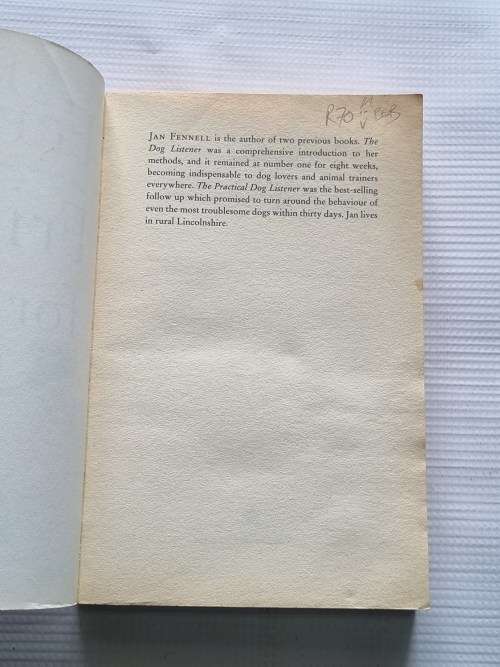 R70
JAN FENNELL is the author of two previous books. The
Dog Listener was a comprehensive introduction to her
methods, and it remained at number one for eight weeks,
becoming indispensable to dog lovers and animal trainers
everywhere. The Practical Dog Listener was the best-selling
follow up which promised to turn around the behaviour of
even the most troublesome dogs within thirty days. Jan lives
in rural Lincolnshire.